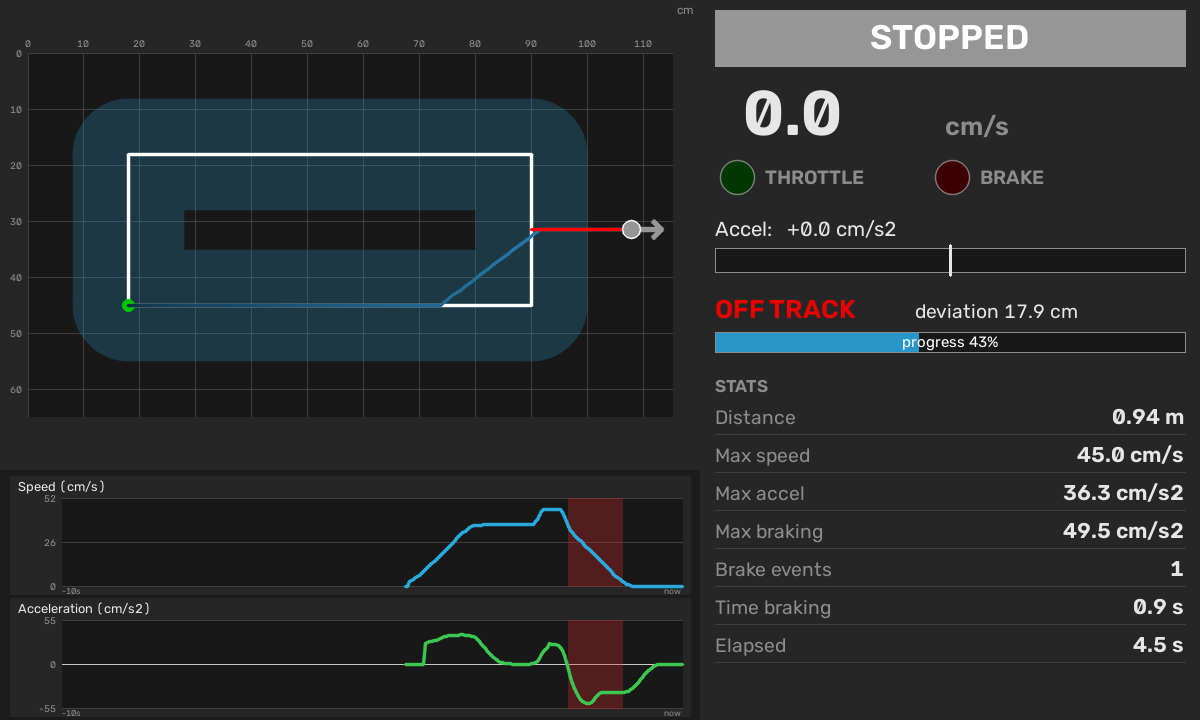 cm
0 10 20 30 40 50 60 70 80 90 100 110
0
10
20
30
40
50
60
STOPPED
0.0 cm/s
THROTTLE BRAKE
Accel: +0.0 cm/s2
OFF TRACK deviation 17.9 cm
progress 43%
STATS
Distance 0.94 m
Max speed 45.0 cm/s
Max accel 36.3 cm/s2
Max braking 49.5 cm/s2
Brake events 1
Time braking 0.9 s
Elapsed 4.5 s
Speed (cm/s)
52
26
0
-10s now
Acceleration (cm/s2)
55
0
-55
-10s now